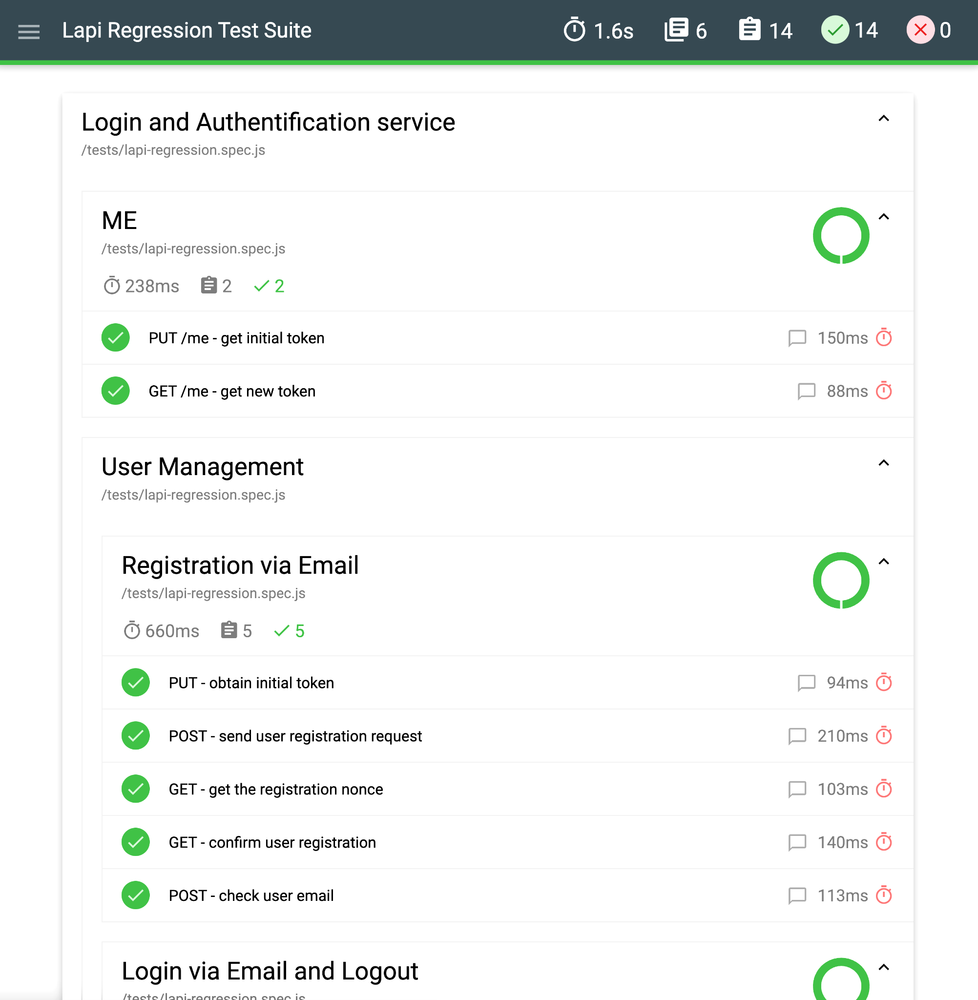 Lapi Regression Test Suite 1.6s 6 14 14 0
Login and Authentification service
/tests/lapi-regression.spec.js
ME
/tests/lapi-regression.spec.js
238ms 2 2
PUT /me - get initial token 150ms
GET /me - get new token 88ms
User Management
/tests/lapi-regression.spec.js
Registration via Email
/tests/lapi-regression.spec.js
660ms 5 5
PUT - obtain initial token 94ms
POST - send user registration request 210ms
GET - get the registration nonce 103ms
GET - confirm user registration 140ms
POST - check user email 113ms
Login via Email and Logout
/tests/lapi-regression.spec.js